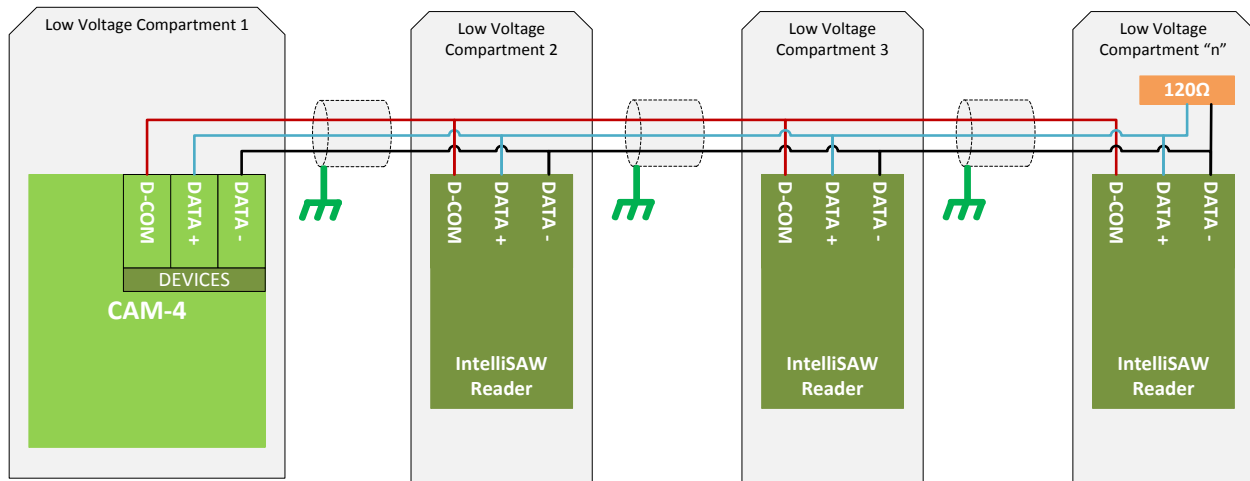 Low Voltage Compartment 1
Low Voltage
Compartment 2
Low Voltage
Compartment 3
Low Voltage
Compartment “n”
120Ω
D-COM
DATA +
DATA -
DEVICES
CAM-4
D-COM
DATA +
DATA -
IntelliSAW
Reader
D-COM
DATA +
DATA -
IntelliSAW
Reader
D-COM
DATA +
DATA -
IntelliSAW
Reader